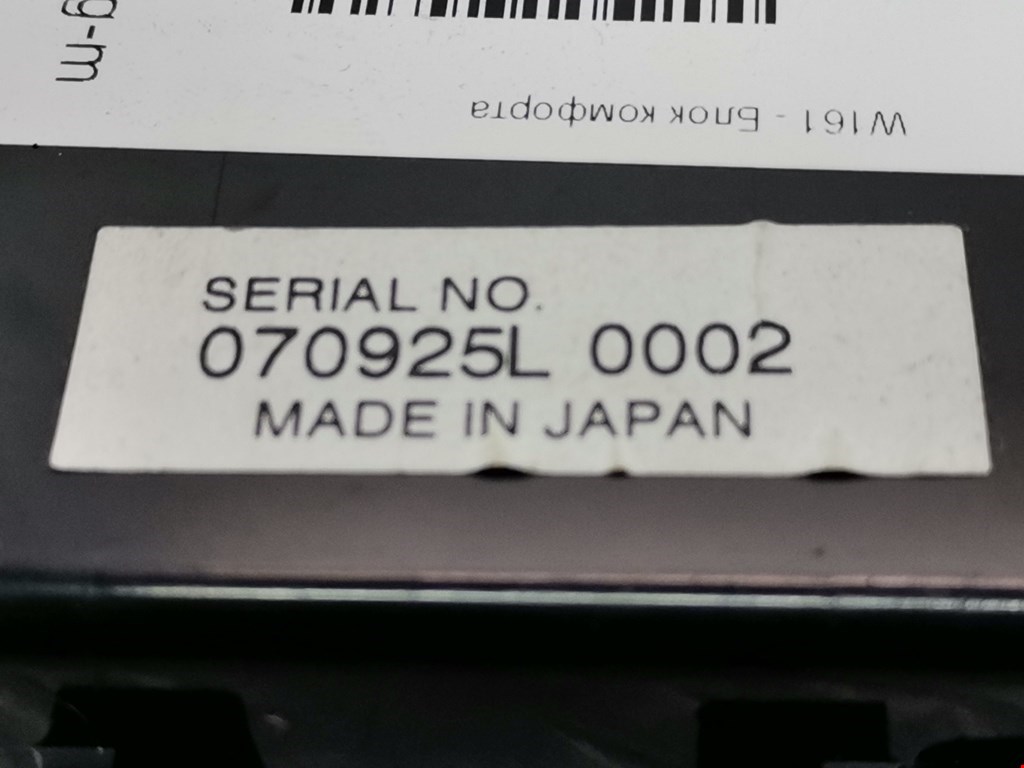 g-m
W161 - Блок комфорта
SERIAL NO.
070925L 0002
MADE IN JAPAN